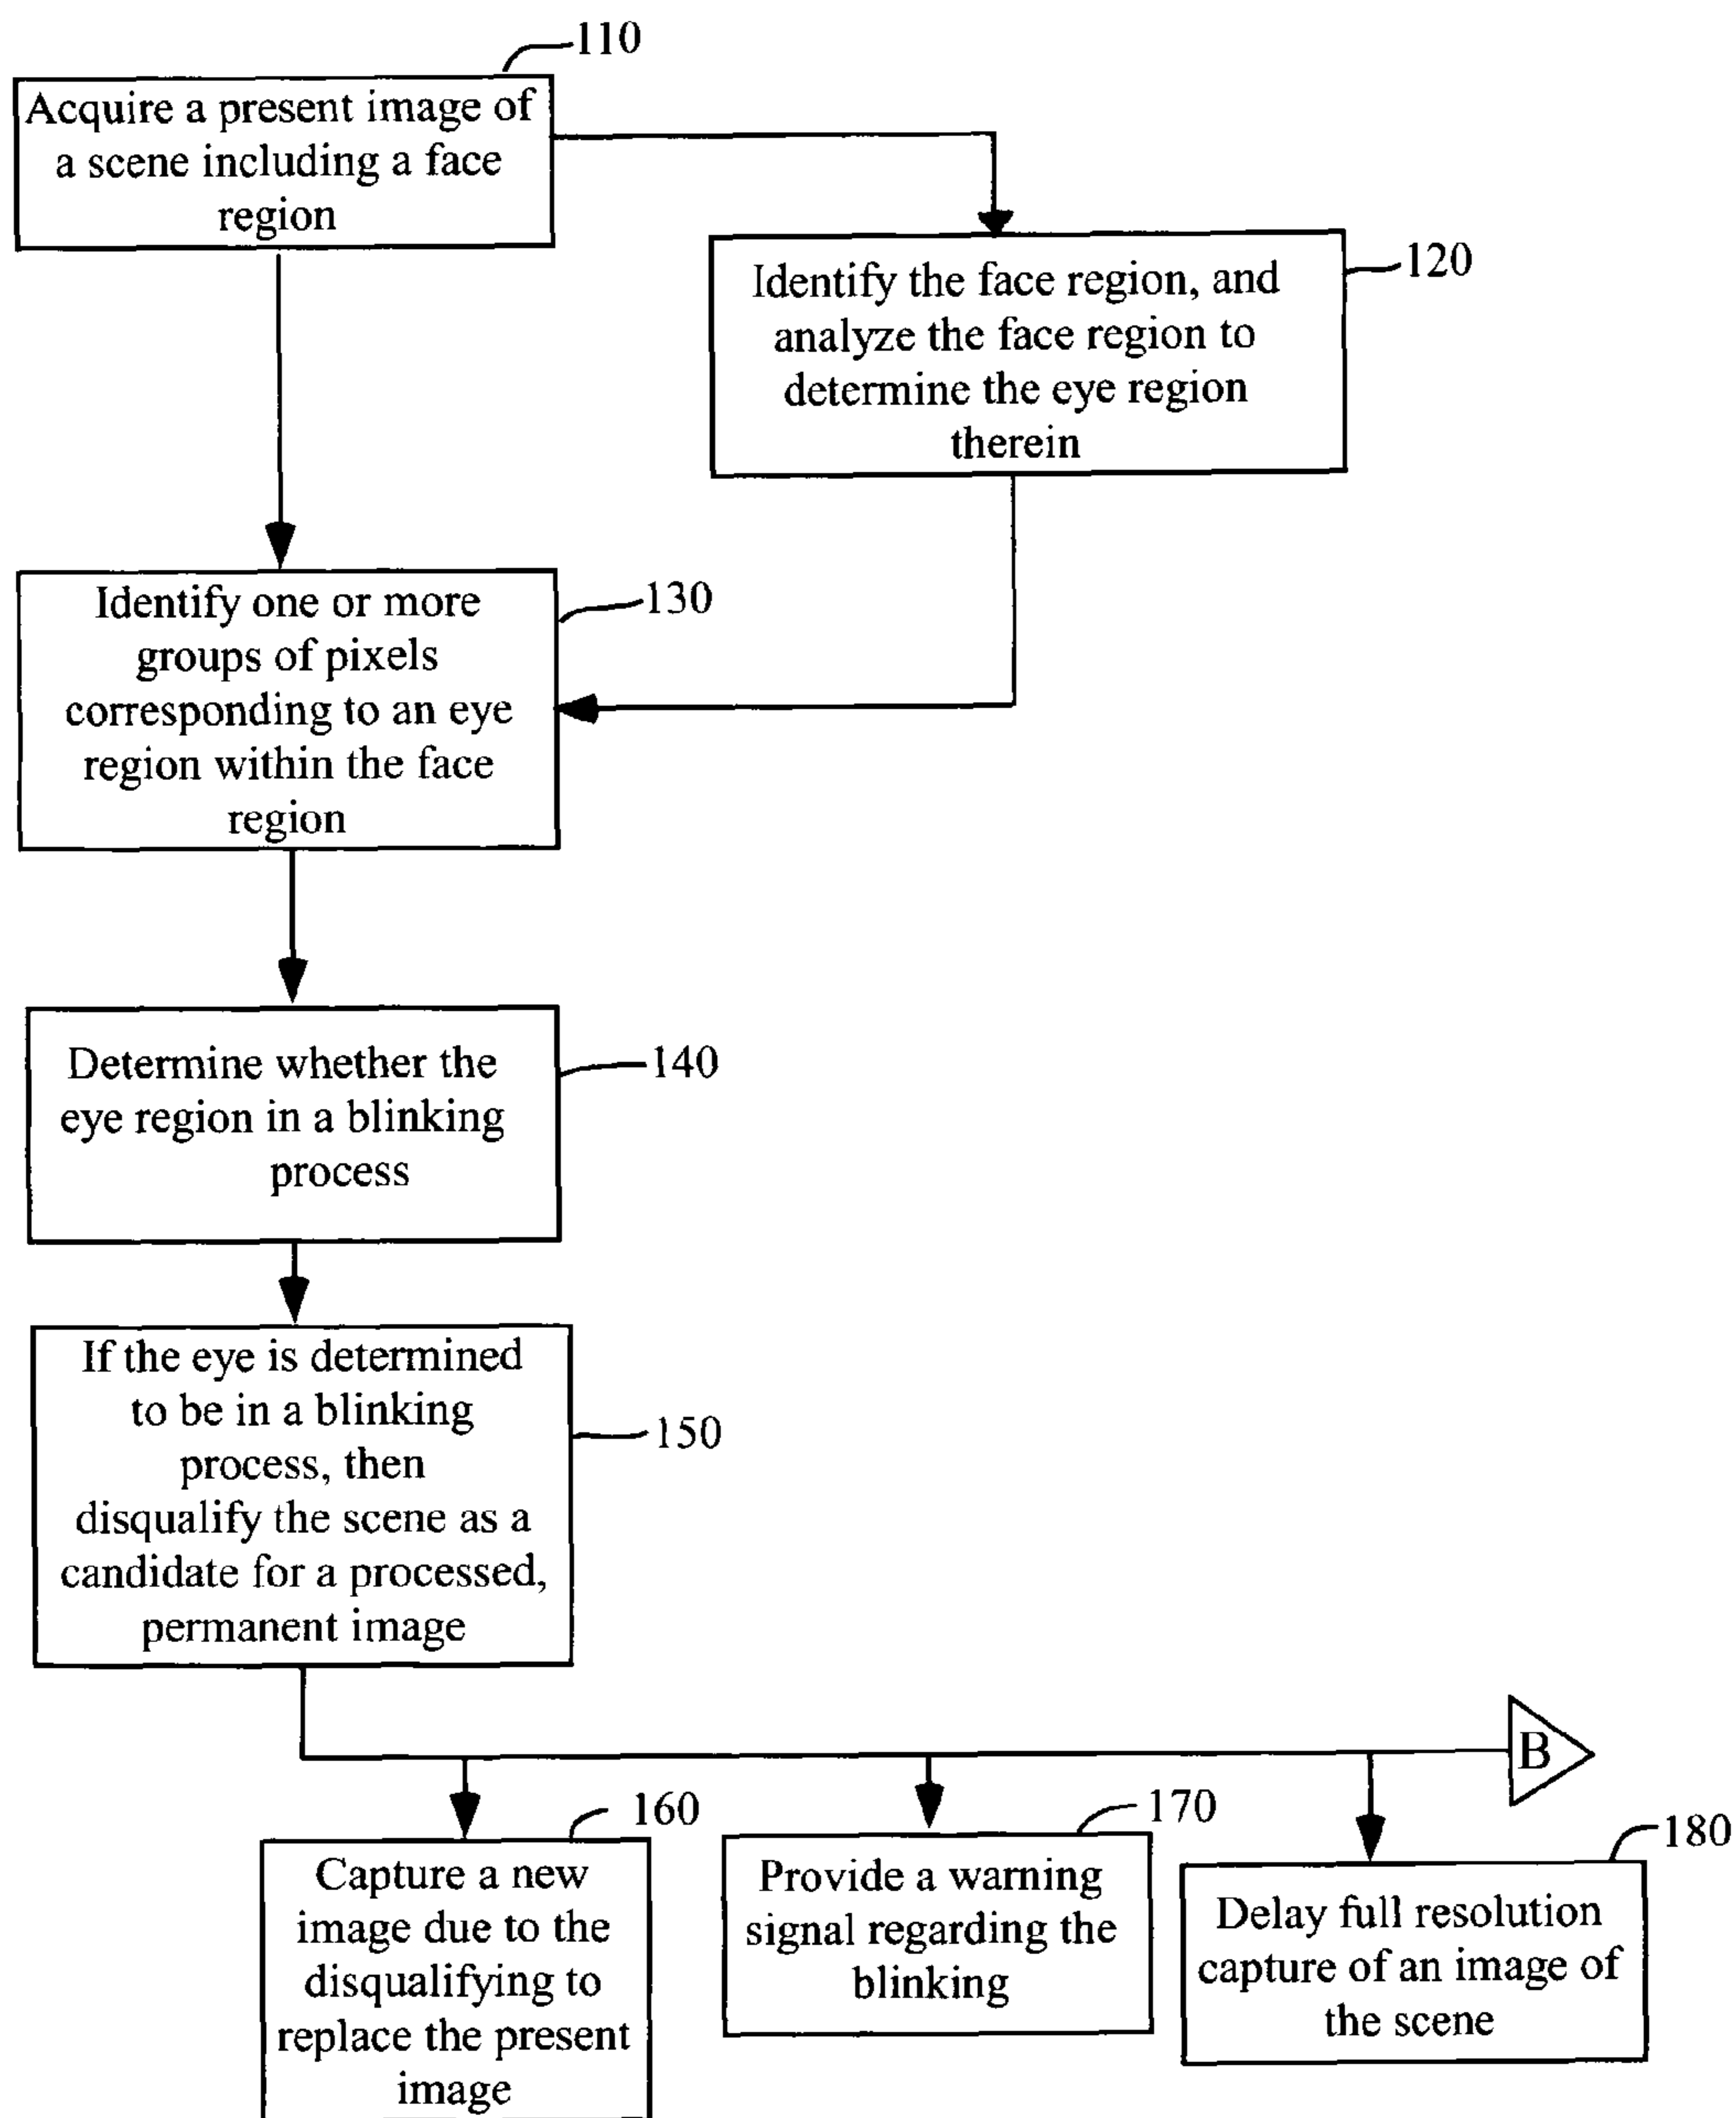 110
Acquire a present image of
a scene including a face
region
120
Identify the face region, and
analyze the face region to
determine the eye region
therein
130
Identify one or more
groups of pixels
corresponding to an eye
region within the face
region
140
Determine whether the
eye region in a blinking
process
150
If the eye is determined
to be in a blinking
process, then
disqualify the scene as a
candidate for a processed,
permanent image
B
160
Capture a new
image due to the
disqualifying to
replace the present
image
170
Provide a warning
signal regarding the
blinking
180
Delay full resolution
capture of an image of
the scene